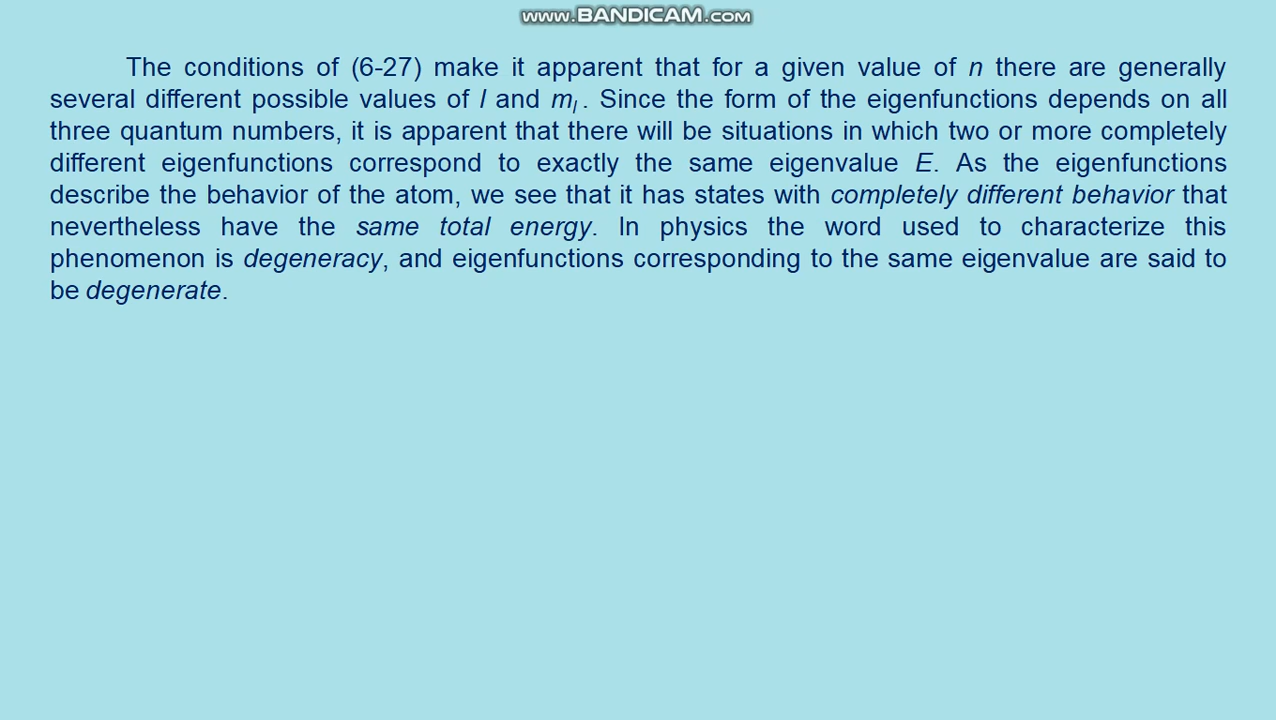 www.BANDICAM.com
The conditions of (6-27) make it apparent that for a given value of n there are generally
several different possible values of l and mₗ. Since the form of the eigenfunctions depends on all
three quantum numbers, it is apparent that there will be situations in which two or more completely
different eigenfunctions correspond to exactly the same eigenvalue E. As the eigenfunctions
describe the behavior of the atom, we see that it has states with completely different behavior that
nevertheless have the same total energy. In physics the word used to characterize this
phenomenon is degeneracy, and eigenfunctions corresponding to the same eigenvalue are said to
be degenerate.